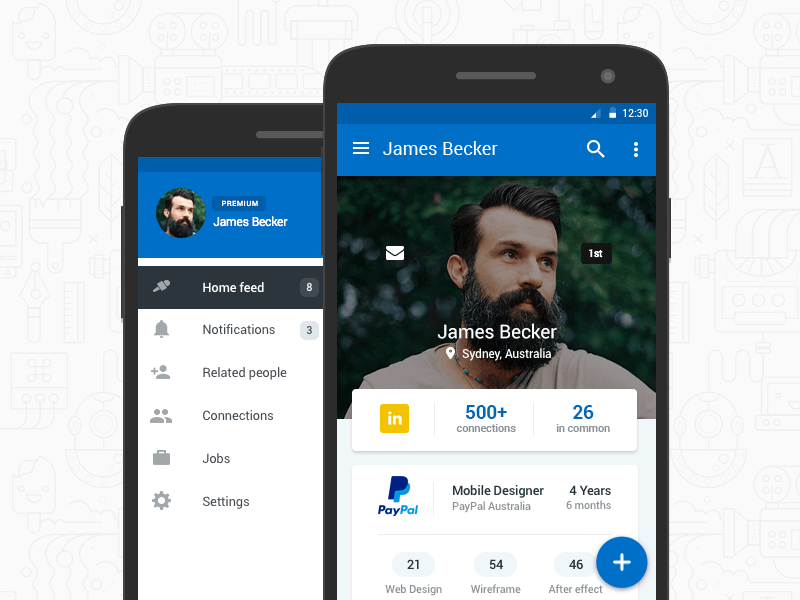 PREMIUM
James Becker
Home feed
8
Notifications
3
Related people
Connections
Jobs
Settings
12:30
James Becker
1st
James Becker
Sydney, Australia
in
500+
connections
26
in common
PayPal
Mobile Designer
PayPal Australia
4 Years
6 months
21
Web Design
54
Wireframe
46
After effect